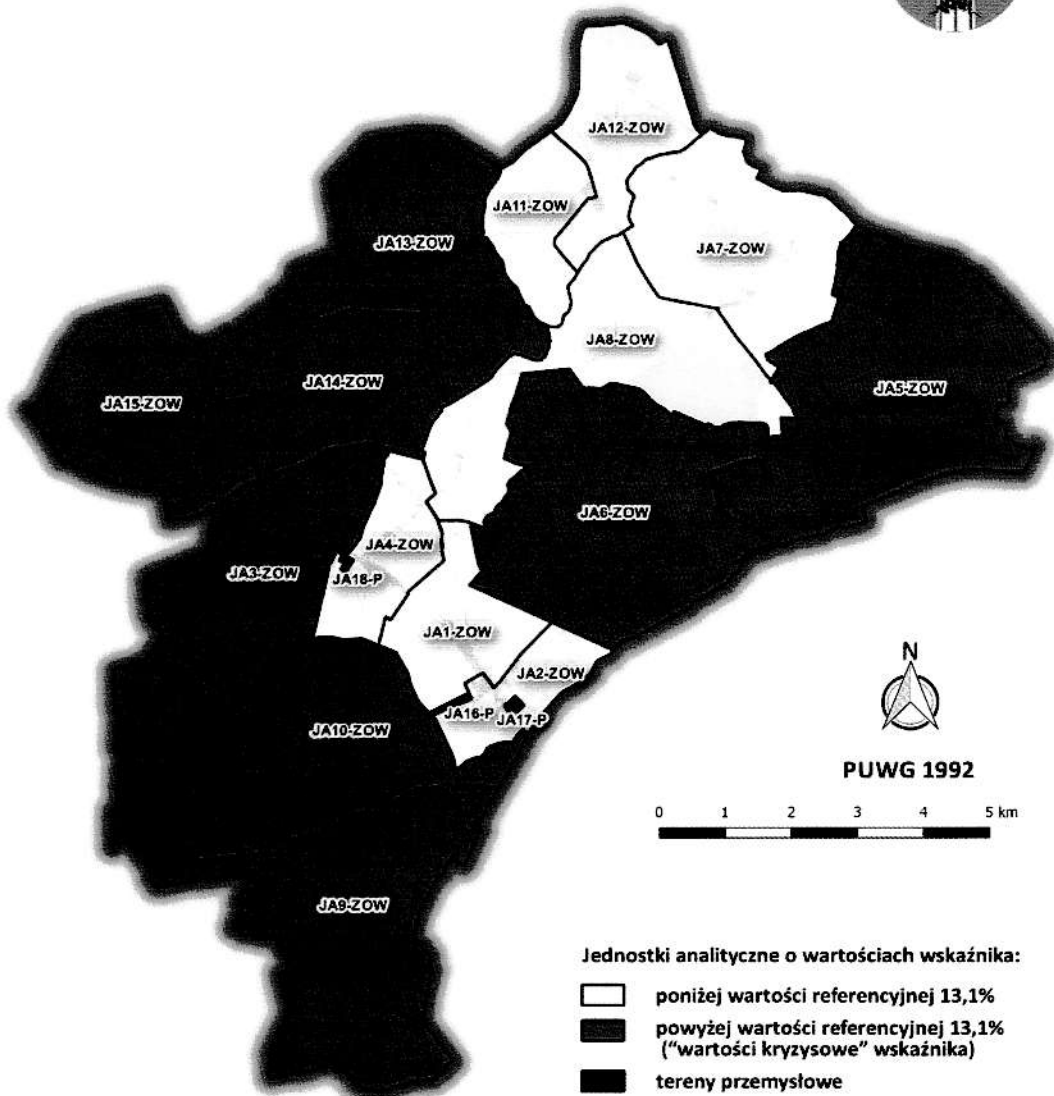 JA12-ZOW
JA11-ZOW
JA13-ZOW
JA7-ZOW
JA8-ZOW
JA14-ZOW
JA5-ZOW
JA15-ZOW
JA6-ZOW
JA4-ZOW
JA3-ZOW
JA18-P
JA1-ZOW
JA2-ZOW
JA16-P
JA17-P
JA10-ZOW
JA9-ZOW
N
PUWG 1992
0 1 2 3 4 5 km
Jednostki analityczne o wartościach wskaźnika:
poniżej wartości referencyjnej 13,1%
powyżej wartości referencyjnej 13,1%
("wartości kryzysowe" wskaźnika)
tereny przemysłowe